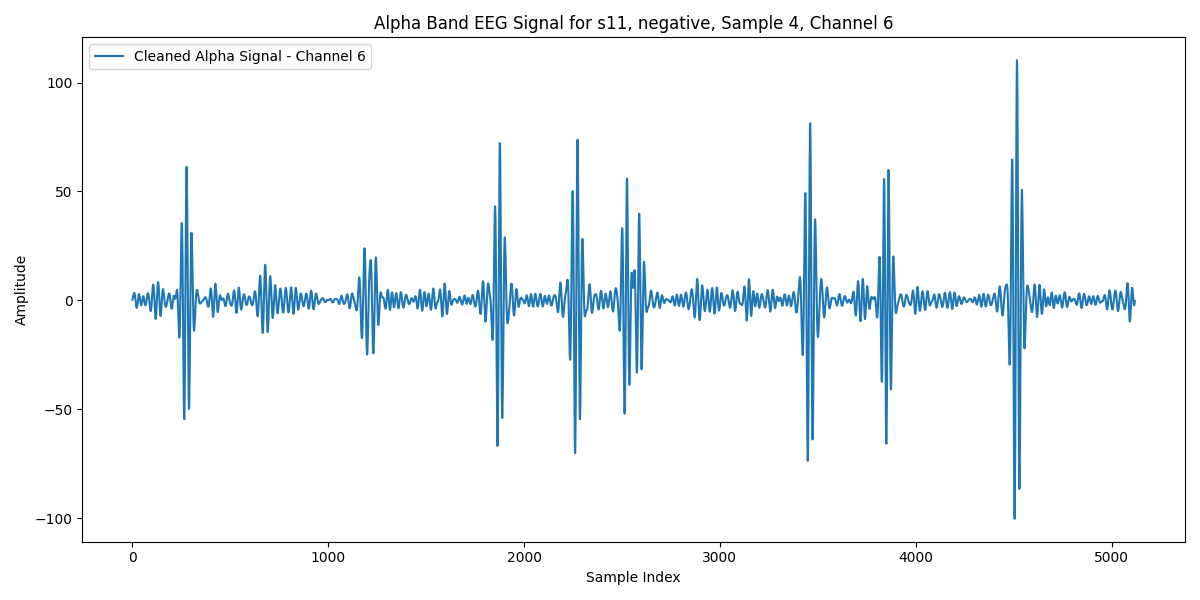 Alpha Band EEG Signal for s11, negative, Sample 4, Channel 6
Cleaned Alpha Signal - Channel 6
100
50
0
−50
−100
Amplitude
0 1000 2000 3000 4000 5000
Sample Index